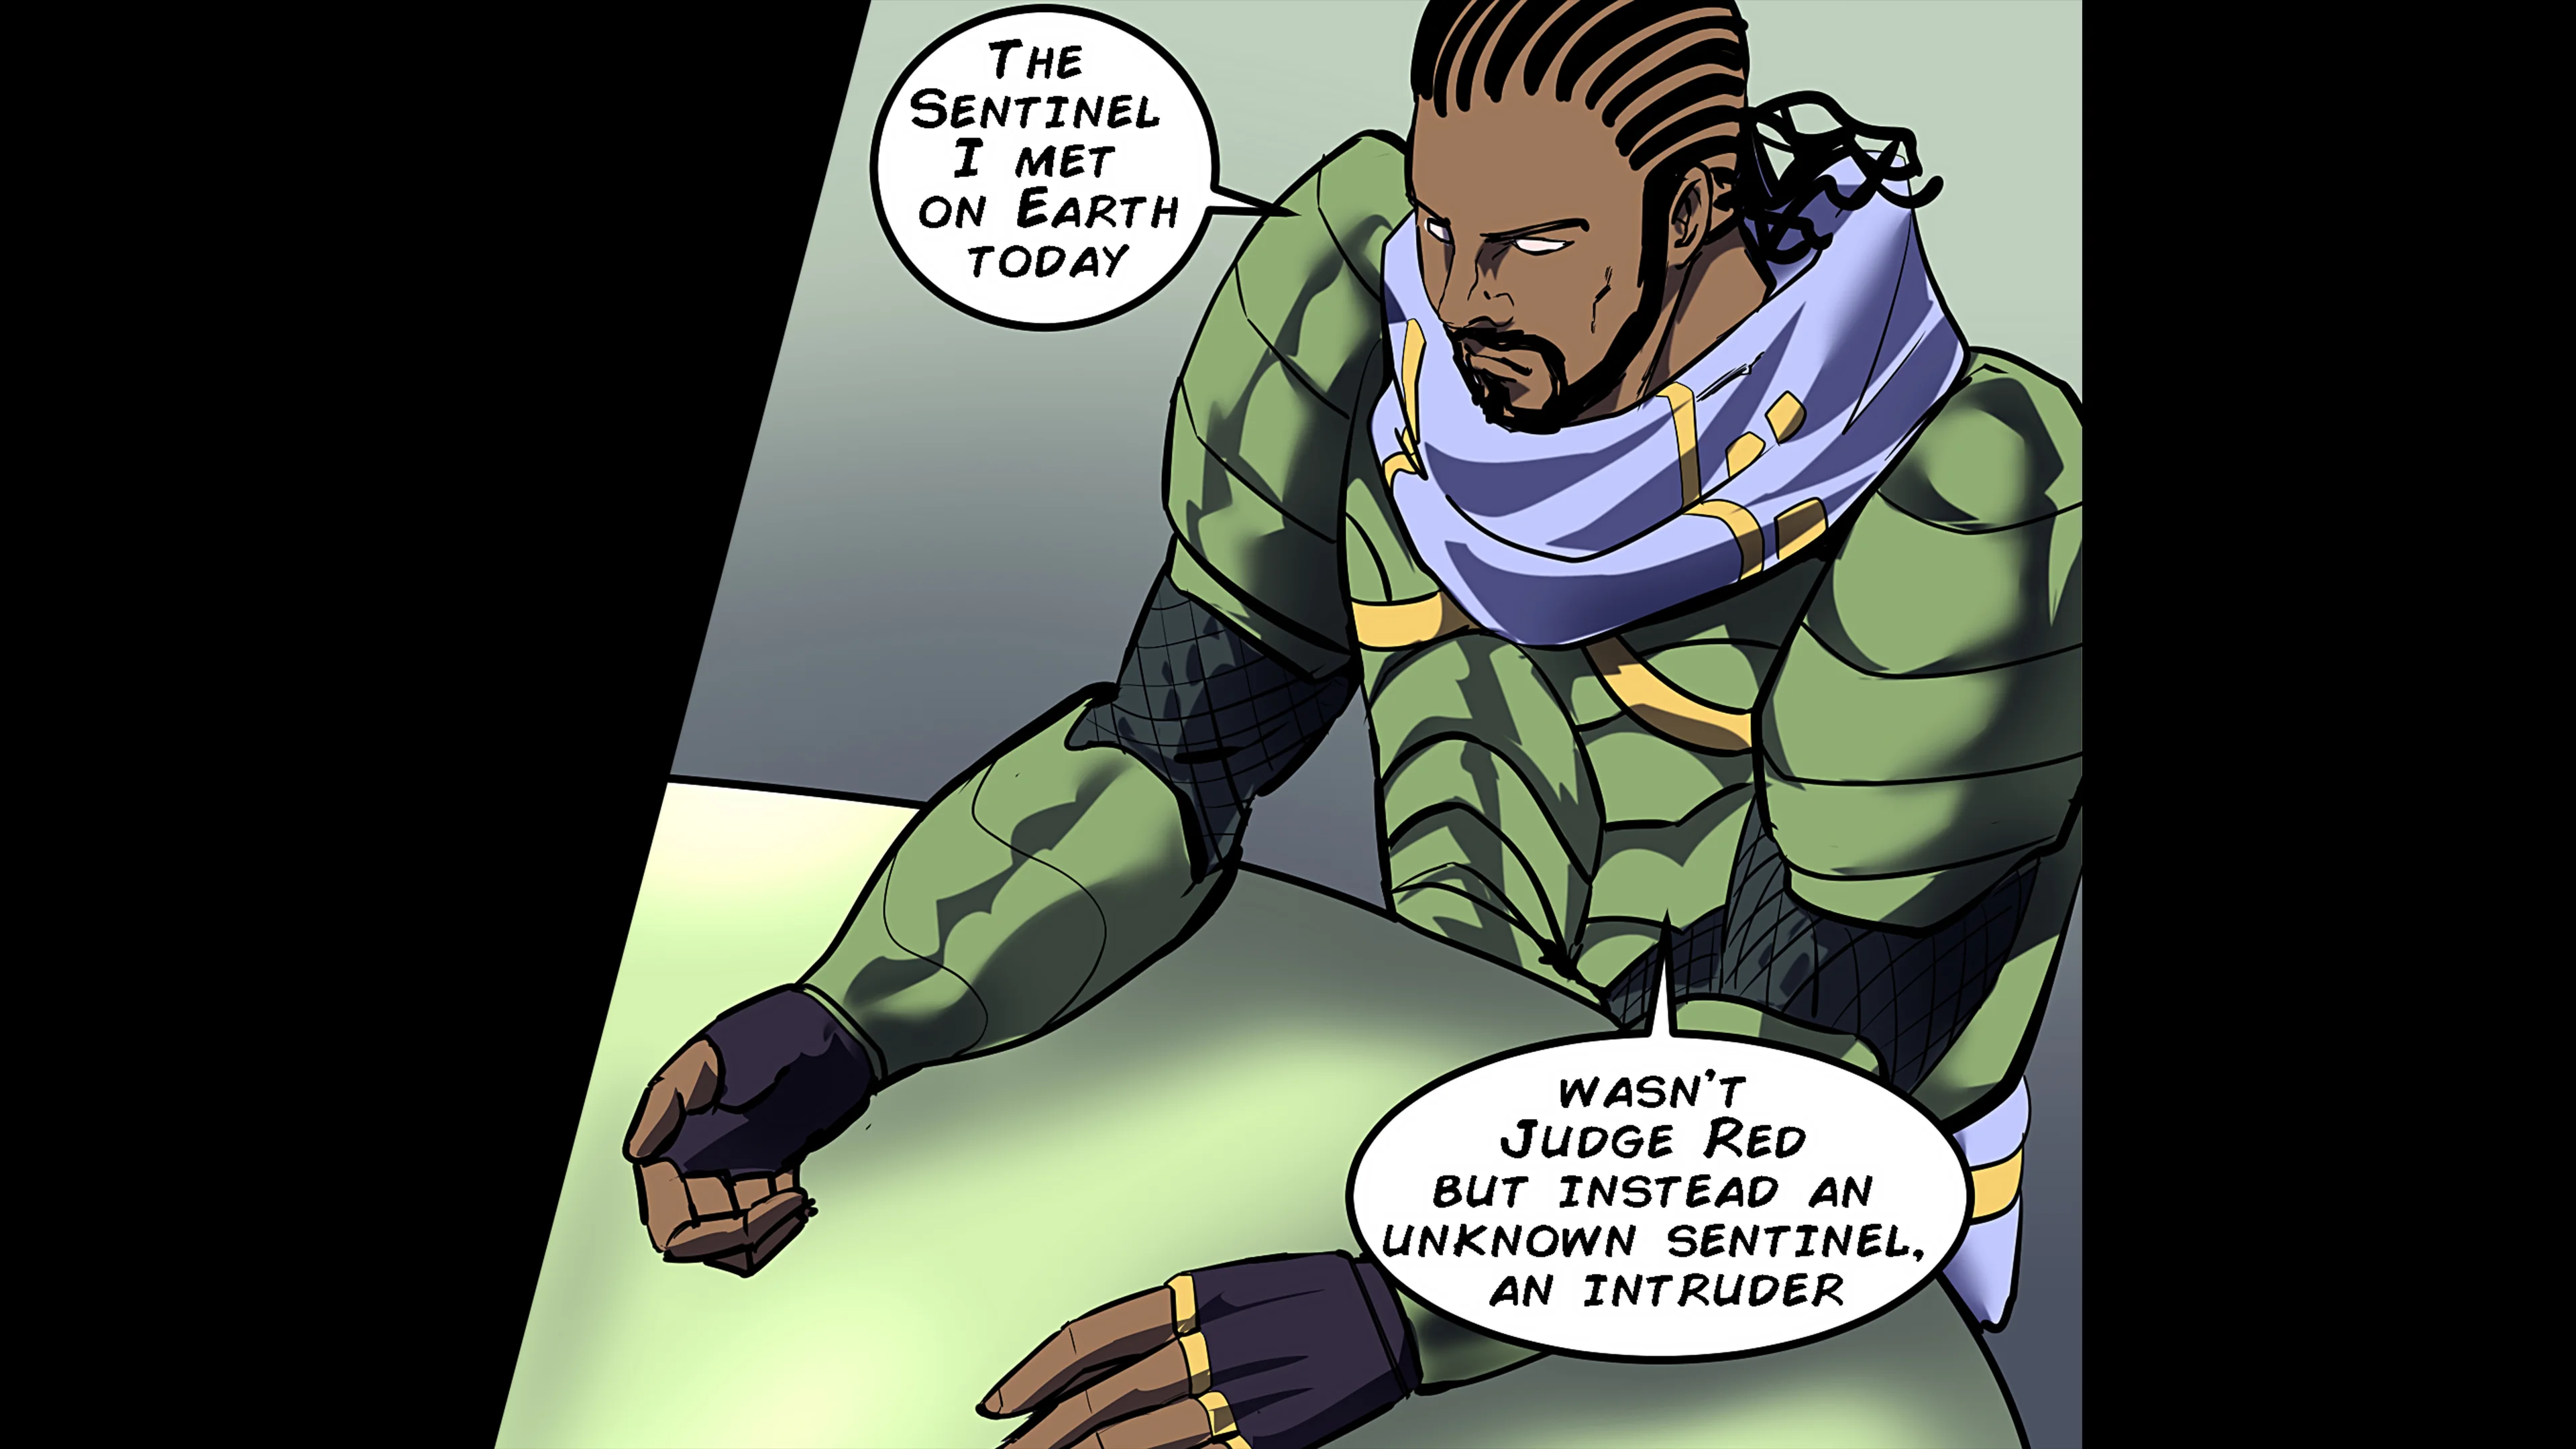 The
Sentinel
I met
on Earth
today
wasn't
Judge Red
but instead an
unknown sentinel,
an intruder